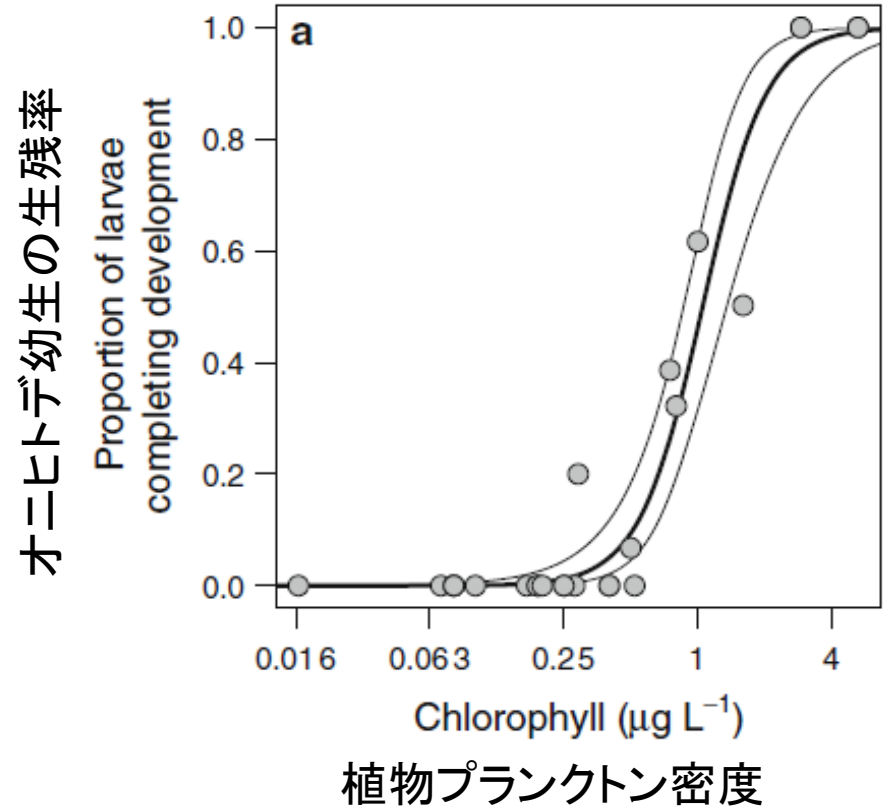 a
オニヒトデ幼生の生残率
Proportion of larvae
completing development
1.0
0.8
0.6
0.4
0.2
0.0
0.016 0.063 0.25 1 4
Chlorophyll (μg L⁻¹)
植物プランクトン密度